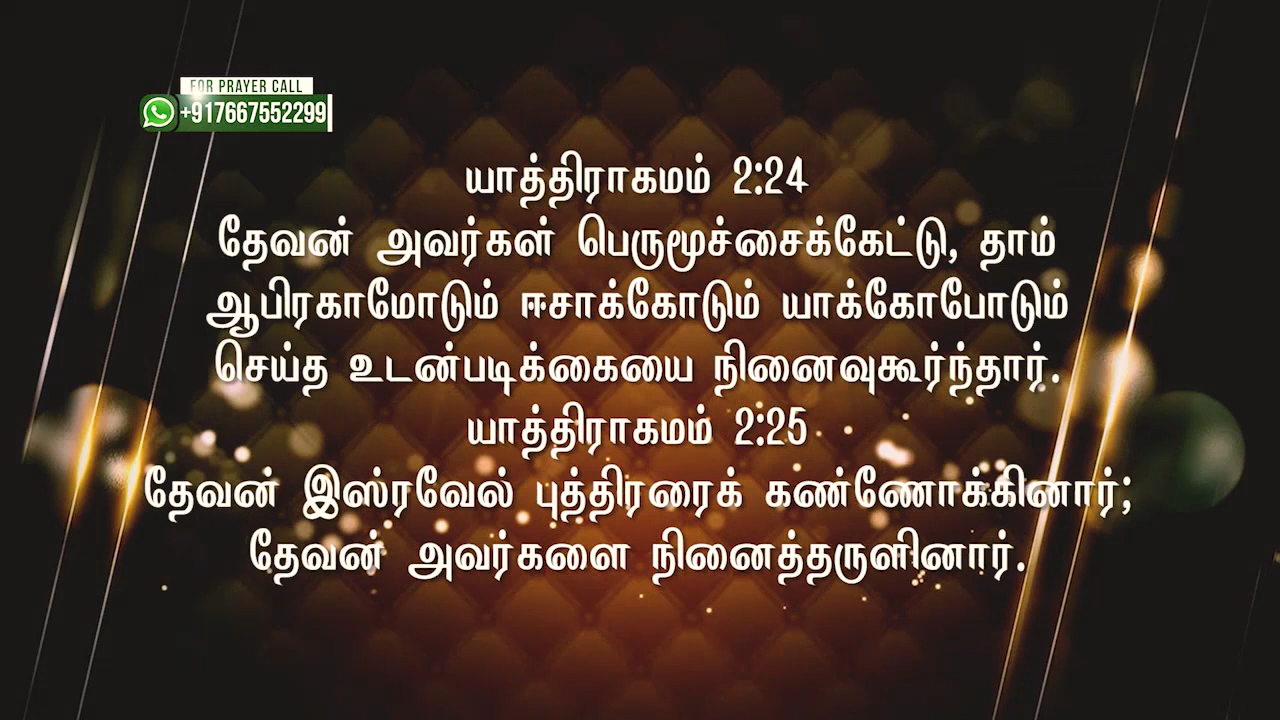 FOR PRAYER CALL
+917667552299
யாத்திராகமம் 2:24
தேவன் அவர்கள் பெருமூச்சைக்கேட்டு, தாம்
ஆபிரகாமோடும் ஈசாக்கோடும் யாக்கோபோடும்
செய்த உடன்படிக்கையை நினைவுகூர்ந்தார்.
யாத்திராகமம் 2:25
தேவன் இஸ்ரவேல் புத்திரரைக் கண்ணோக்கினார்;
தேவன் அவர்களை நினைத்தருளினார்.